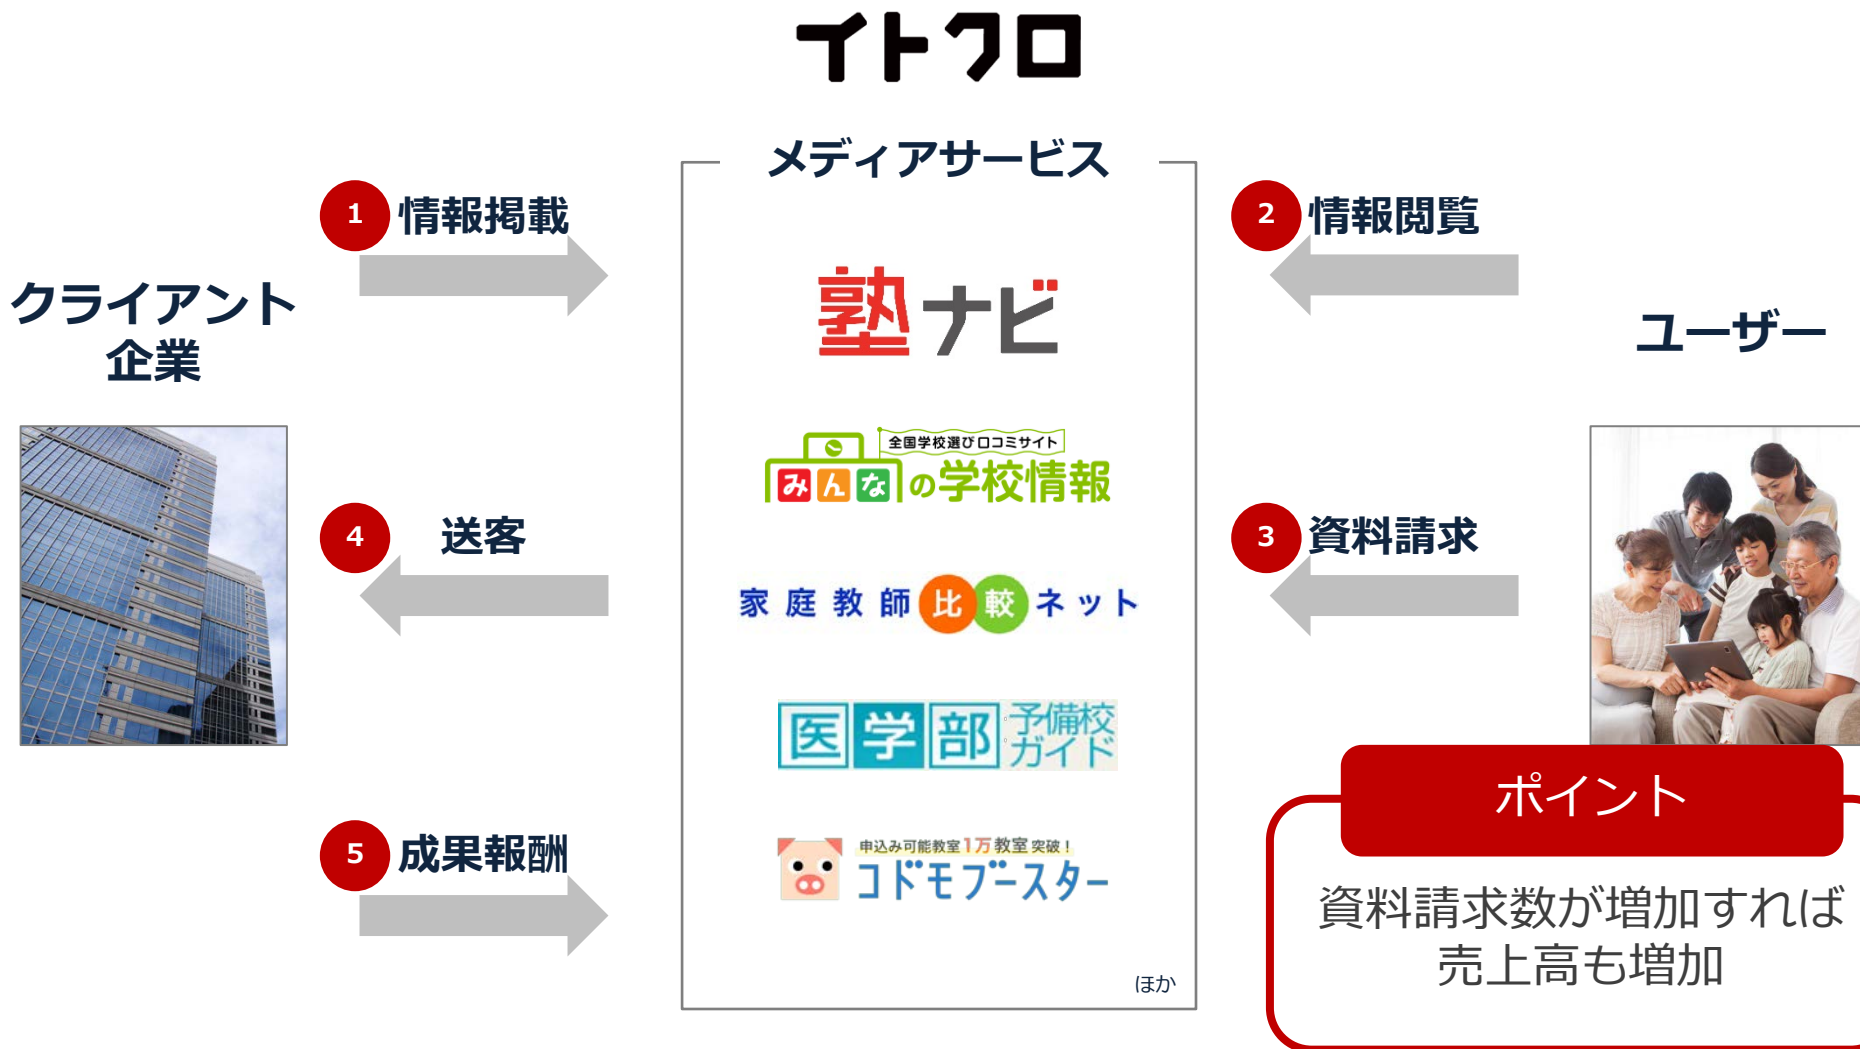 イトクロ
メディアサービス
1 情報掲載
2 情報閲覧
クライアント
企業
ユーザー
塾ナビ
全国学校選び口コミサイト
みんなの学校情報
4 送客
3 資料請求
家庭教師比較ネット
医学部予備校
ガイド
ポイント
5 成果報酬
申込み可能教室1万教室突破!
コドモブースター
資料請求数が増加すれば
売上高も増加
ほか